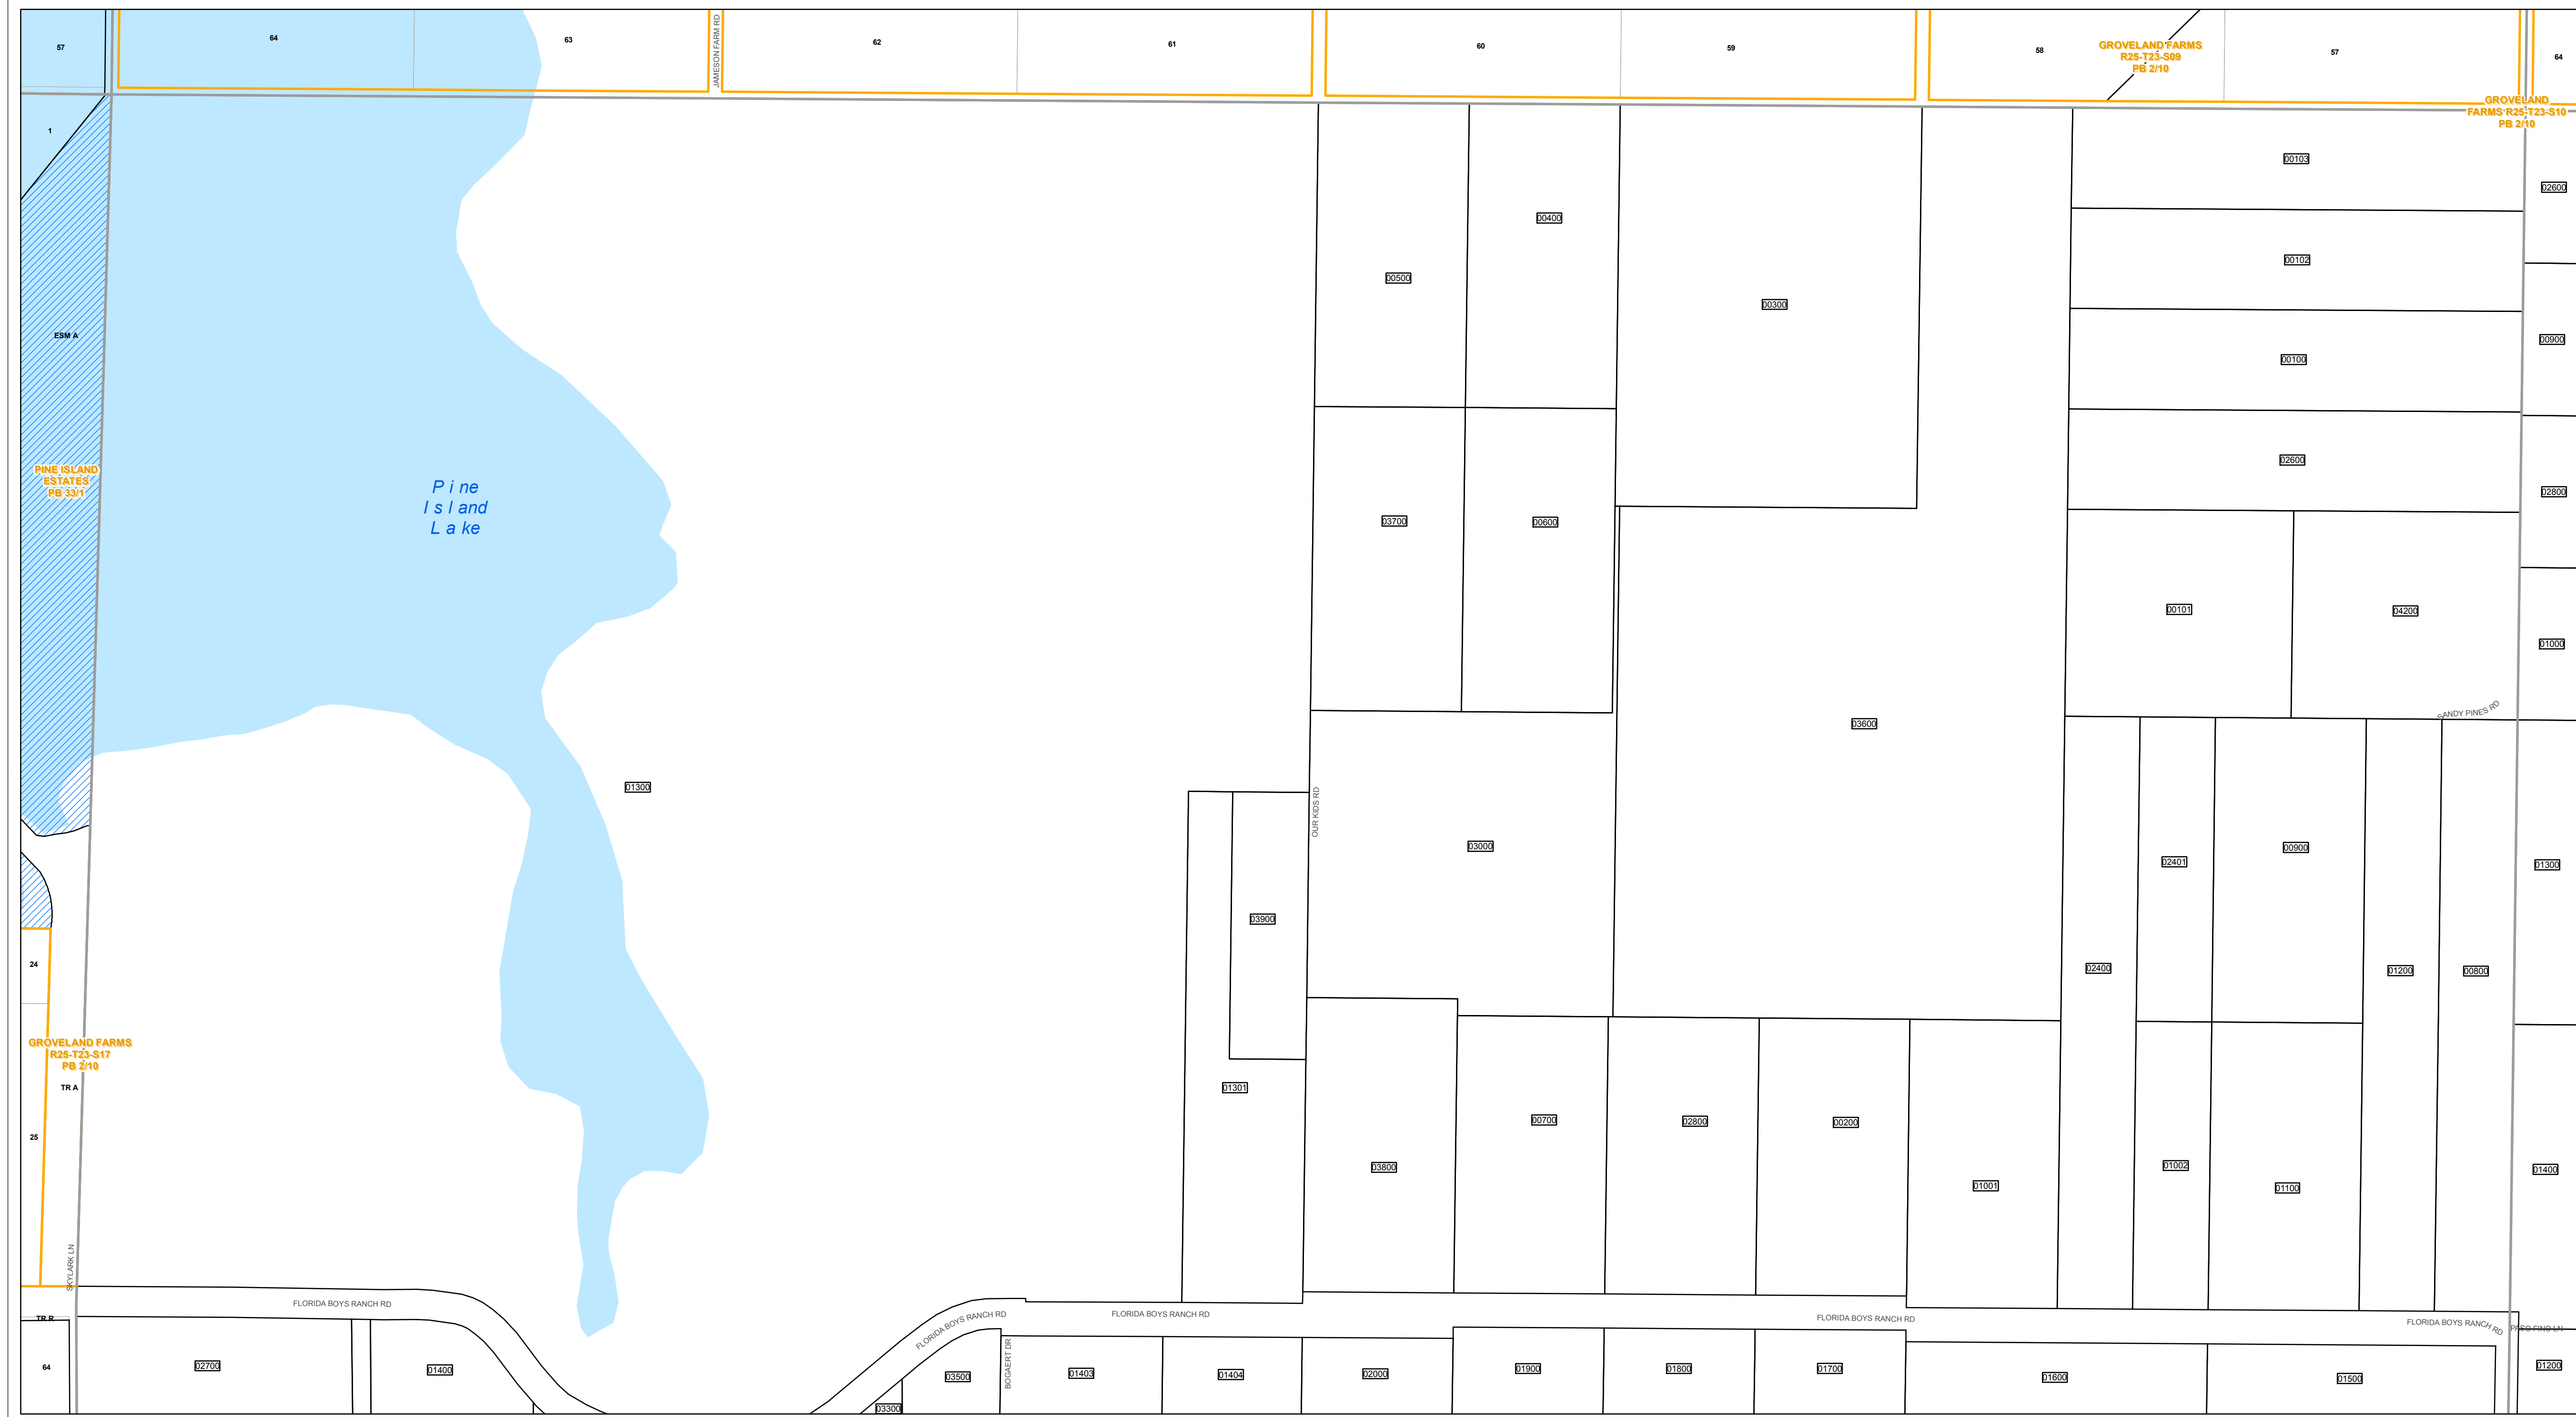 57
64
63
JAMESON FARM RD
62
61
60
59
58
GROVELAND FARMS
R25-T23-S09
PB 2/10
57
64
GROVELAND
FARMS R25-T23-S10
PB 2/10
1
00103
02600
00400
00102
00500
00300
ESM A
00900
00100
02600
PINE ISLAND
ESTATES
PB 33/1
Pine
Island
Lake
03700
00600
02800
00101
04200
01000
SANDY PINES RD
03600
01300
OUR KIDS RD
03000
02401
00900
01300
03900
24
02400
01200
00800
GROVELAND FARMS
R25-T23-S17
PB 2/10
TR A
01301
00700
02800
00200
25
03800
01002
01400
01001
01100
SKYLARK LN
FLORIDA BOYS RANCH RD
FLORIDA BOYS RANCH RD
FLORIDA BOYS RANCH RD
FLORIDA BOYS RANCH RD
FLORIDA BOYS RANCH RD
PASO FINO LN
TR R
64
02700
01400
03300
03500
BOGAERT DR
01403
01404
02000
01900
01800
01700
01600
01500
01200